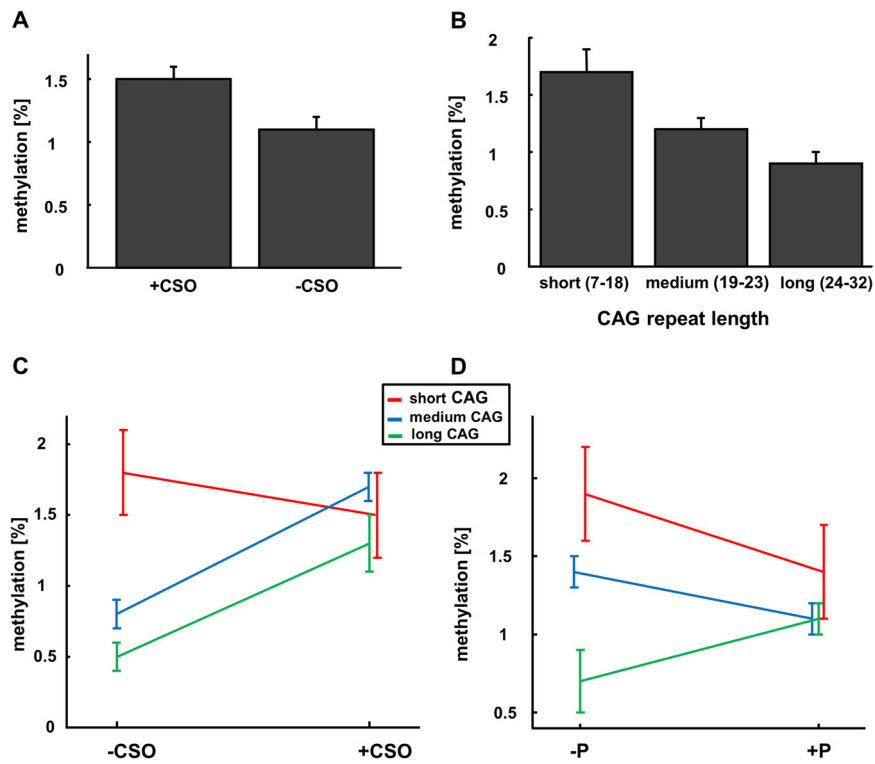 A
methylation [%]
1.5
1
0.5
0
+CSO
-CSO
B
methylation [%]
2
1.5
1
0.5
0
short (7-18)
medium (19-23)
long (24-32)
CAG repeat length
C
methylation [%]
2
1.5
1
0.5
0
-CSO
+CSO
short CAG
medium CAG
long CAG
D
methylation [%]
2
1.5
1
0.5
-P
+P